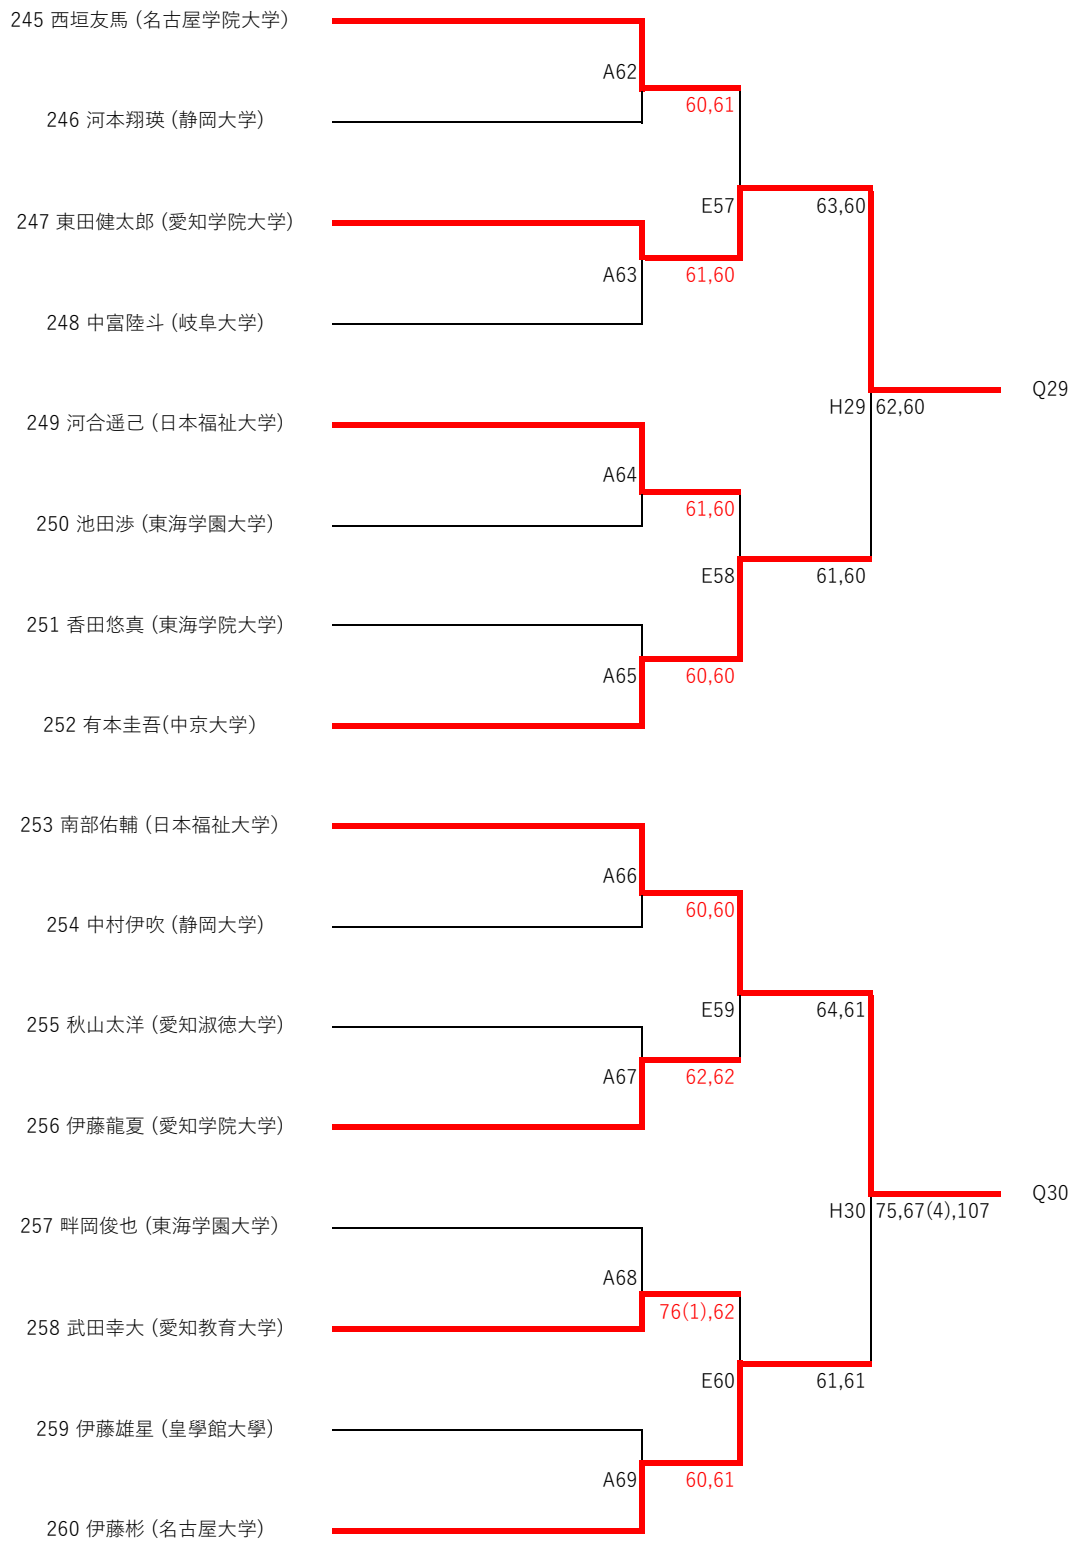 245 西垣友馬 (名古屋学院大学)
A62
60,61
246 河本翔瑛 (静岡大学)
E57
63,60
247 東田健太郎 (愛知学院大学)
A63
61,60
248 中富陸斗 (岐阜大学)
Q29
H29
62,60
249 河合遥己 (日本福祉大学)
A64
61,60
250 池田渉 (東海学園大学)
E58
61,60
251 香田悠真 (東海学院大学)
A65
60,60
252 有本圭吾(中京大学)
253 南部佑輔 (日本福祉大学)
A66
60,60
254 中村伊吹 (静岡大学)
E59
64,61
255 秋山太洋 (愛知淑徳大学)
A67
62,62
256 伊藤龍夏 (愛知学院大学)
Q30
H30
75,67(4),107
257 畔岡俊也 (東海学園大学)
A68
76(1),62
258 武田幸大 (愛知教育大学)
E60
61,61
259 伊藤雄星 (皇學館大學)
A69
60,61
260 伊藤彬 (名古屋大学)